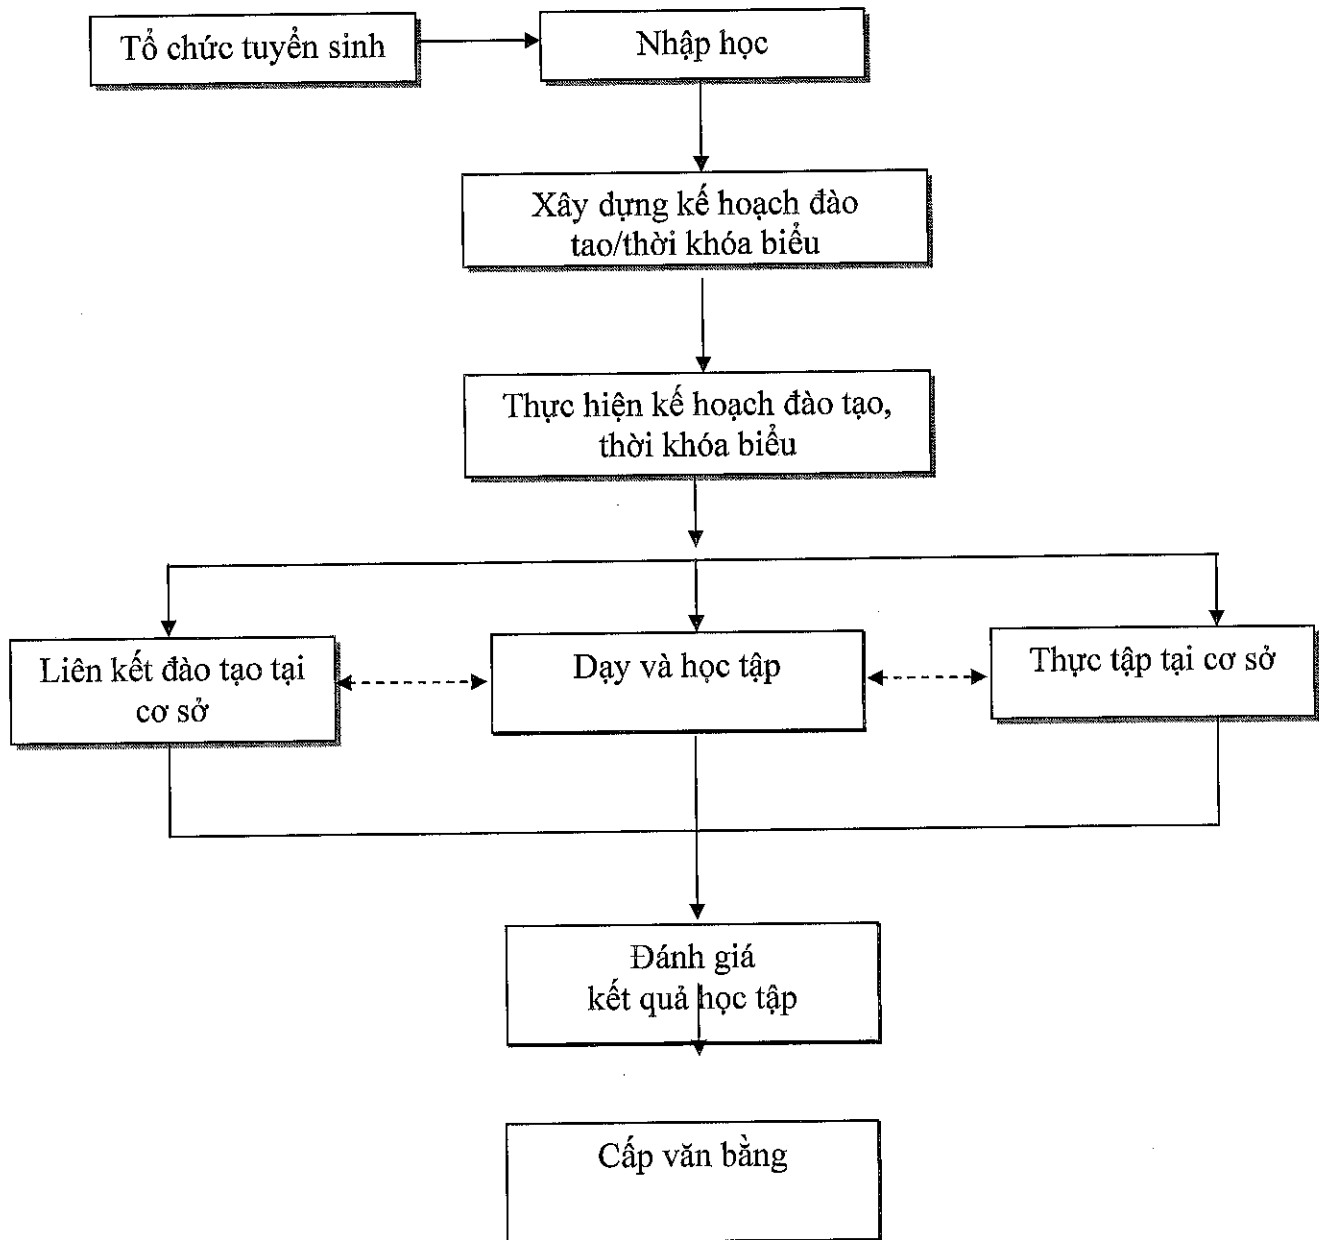 Tổ chức tuyển sinh
Nhập học
Xây dựng kế hoạch đào
tao/thời khóa biểu
Thực hiện kế hoạch đào tạo,
thời khóa biểu
Liên kết đào tạo tại
cơ sở
Dạy và học tập
Thực tập tại cơ sở
Đánh giá
kết quả học tập
Cấp văn bằng